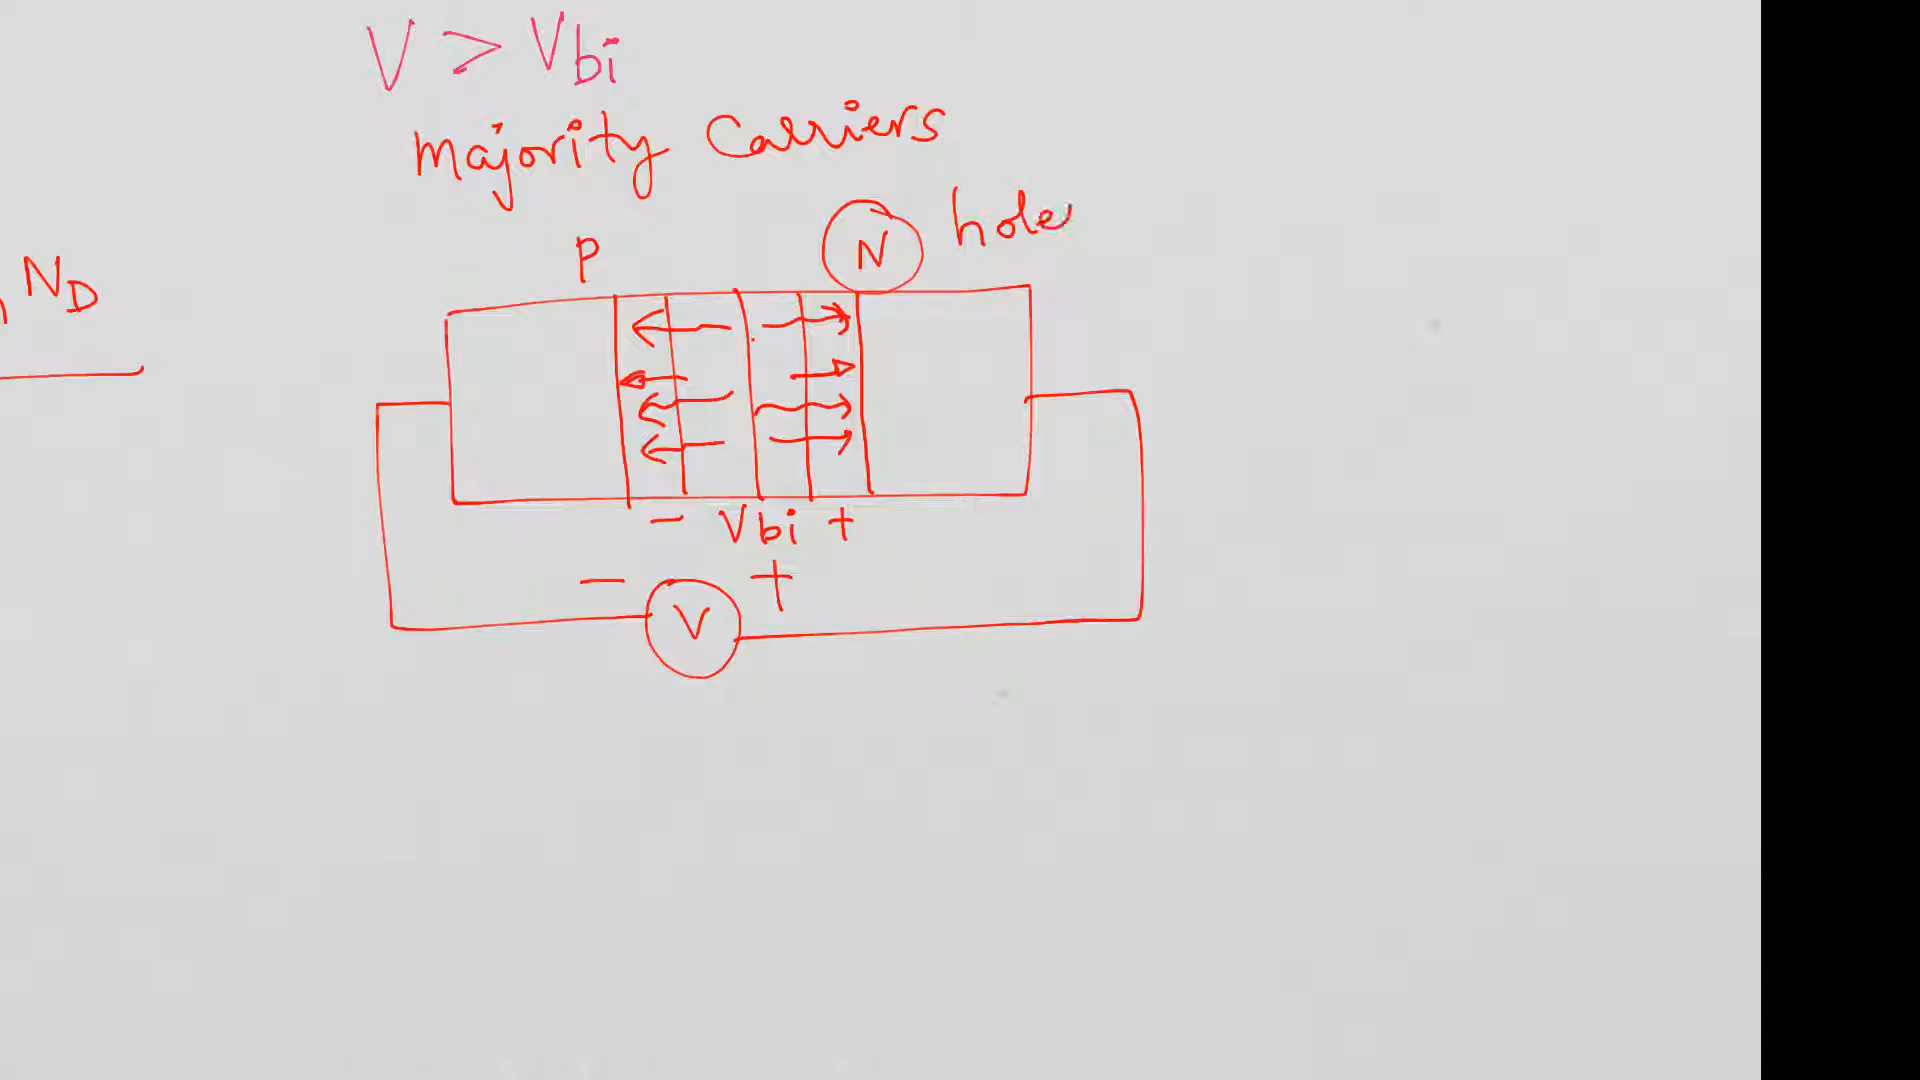 V > Vbi
Majority Carriers
P N hole
, ND
- Vbi +
- V +